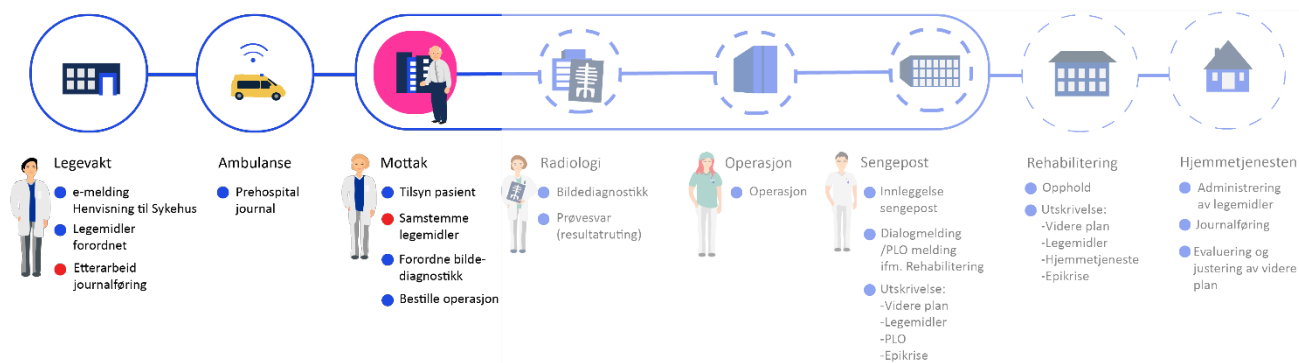 Legevakt
e-melding
Henvisning til Sykehus
Legemidler
forordnet
Etterarbeid
journalføring
Ambulanse
Prehospital
journal
Mottak
Tilsyn pasient
Samstemme
legemidler
Forordne bilde-
diagnostikk
Bestille operasjon
Radiologi
Bildediagnostikk
Prøvesvar
(resultatruting)
Operasjon
Operasjon
Sengepost
Innleggelse
sengepost
Dialogmelding
/PLO melding
ifm. Rehabilitering
Utskrivelse:
-Videre plan
-Legemidler
-PLO
-Epikrise
Rehabilitering
Opphold
Utskrivelse:
-Videre plan
-Legemidler
-Hjemmetjeneste
-Epikrise
Hjemmetjenesten
Administrering
av legemidler
Journalføring
Evaluering og
justering av videre
plan